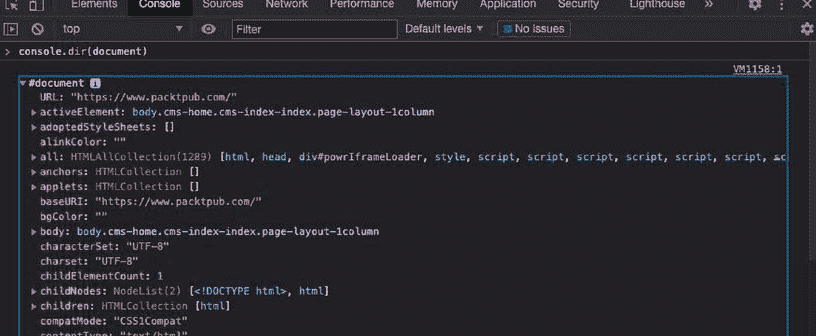 Elements Console Sources Network Performance Memory Application Security Lighthouse »
top Filter Default levels No issues
> console.dir(document)
VM1158:1
#document i
URL: "https://www.packtpub.com/"
activeElement: body.cms-home.cms-index-index.page-layout-1column
adoptedStyleSheets: []
alinkColor: ""
all: HTMLAllCollection(1289) [html, head, div#powrIframeLoader, style, script, script, script, script, script, script, sc
anchors: HTMLCollection []
applets: HTMLCollection []
baseURI: "https://www.packtpub.com/"
bgColor: ""
body: body.cms-home.cms-index-index.page-layout-1column
characterSet: "UTF-8"
charset: "UTF-8"
childElementCount: 1
childNodes: NodeList(2) [<!DOCTYPE html>, html]
children: HTMLCollection [html]
compatMode: "CSS1Compat"
contentType: "text/html"